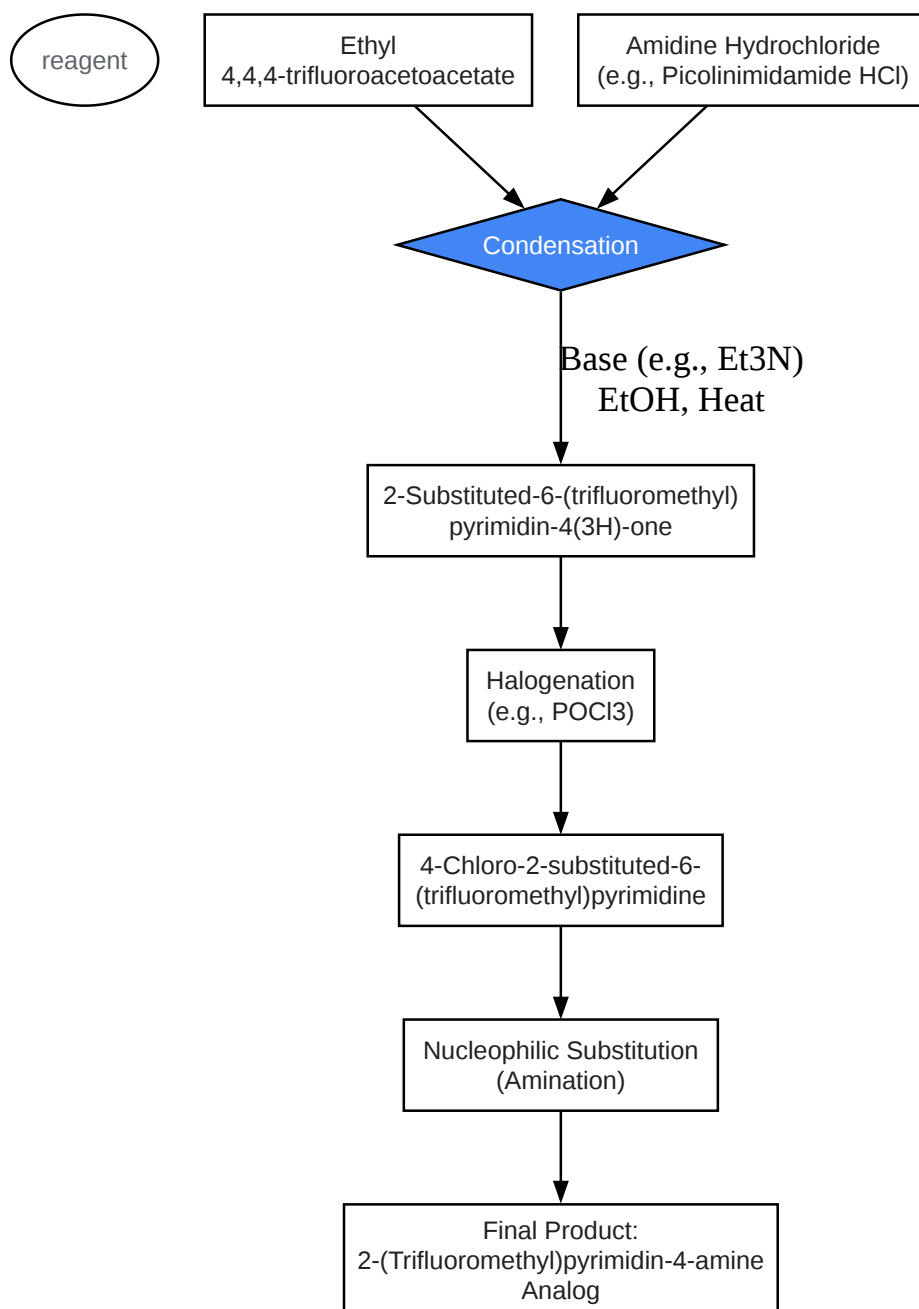 reagent
Ethyl
4,4,4-trifluoroacetoacetate
Amidine Hydrochloride
(e.g., Picolinimidamide HCl)
Condensation
Base (e.g., Et3N)
EtOH, Heat
2-Substituted-6-(trifluoromethyl)
pyrimidin-4(3H)-one
Halogenation
(e.g., POCl3)
4-Chloro-2-substituted-6-
(trifluoromethyl)pyrimidine
Nucleophilic Substitution
(Amination)
Final Product:
2-(Trifluoromethyl)pyrimidin-4-amine
Analog